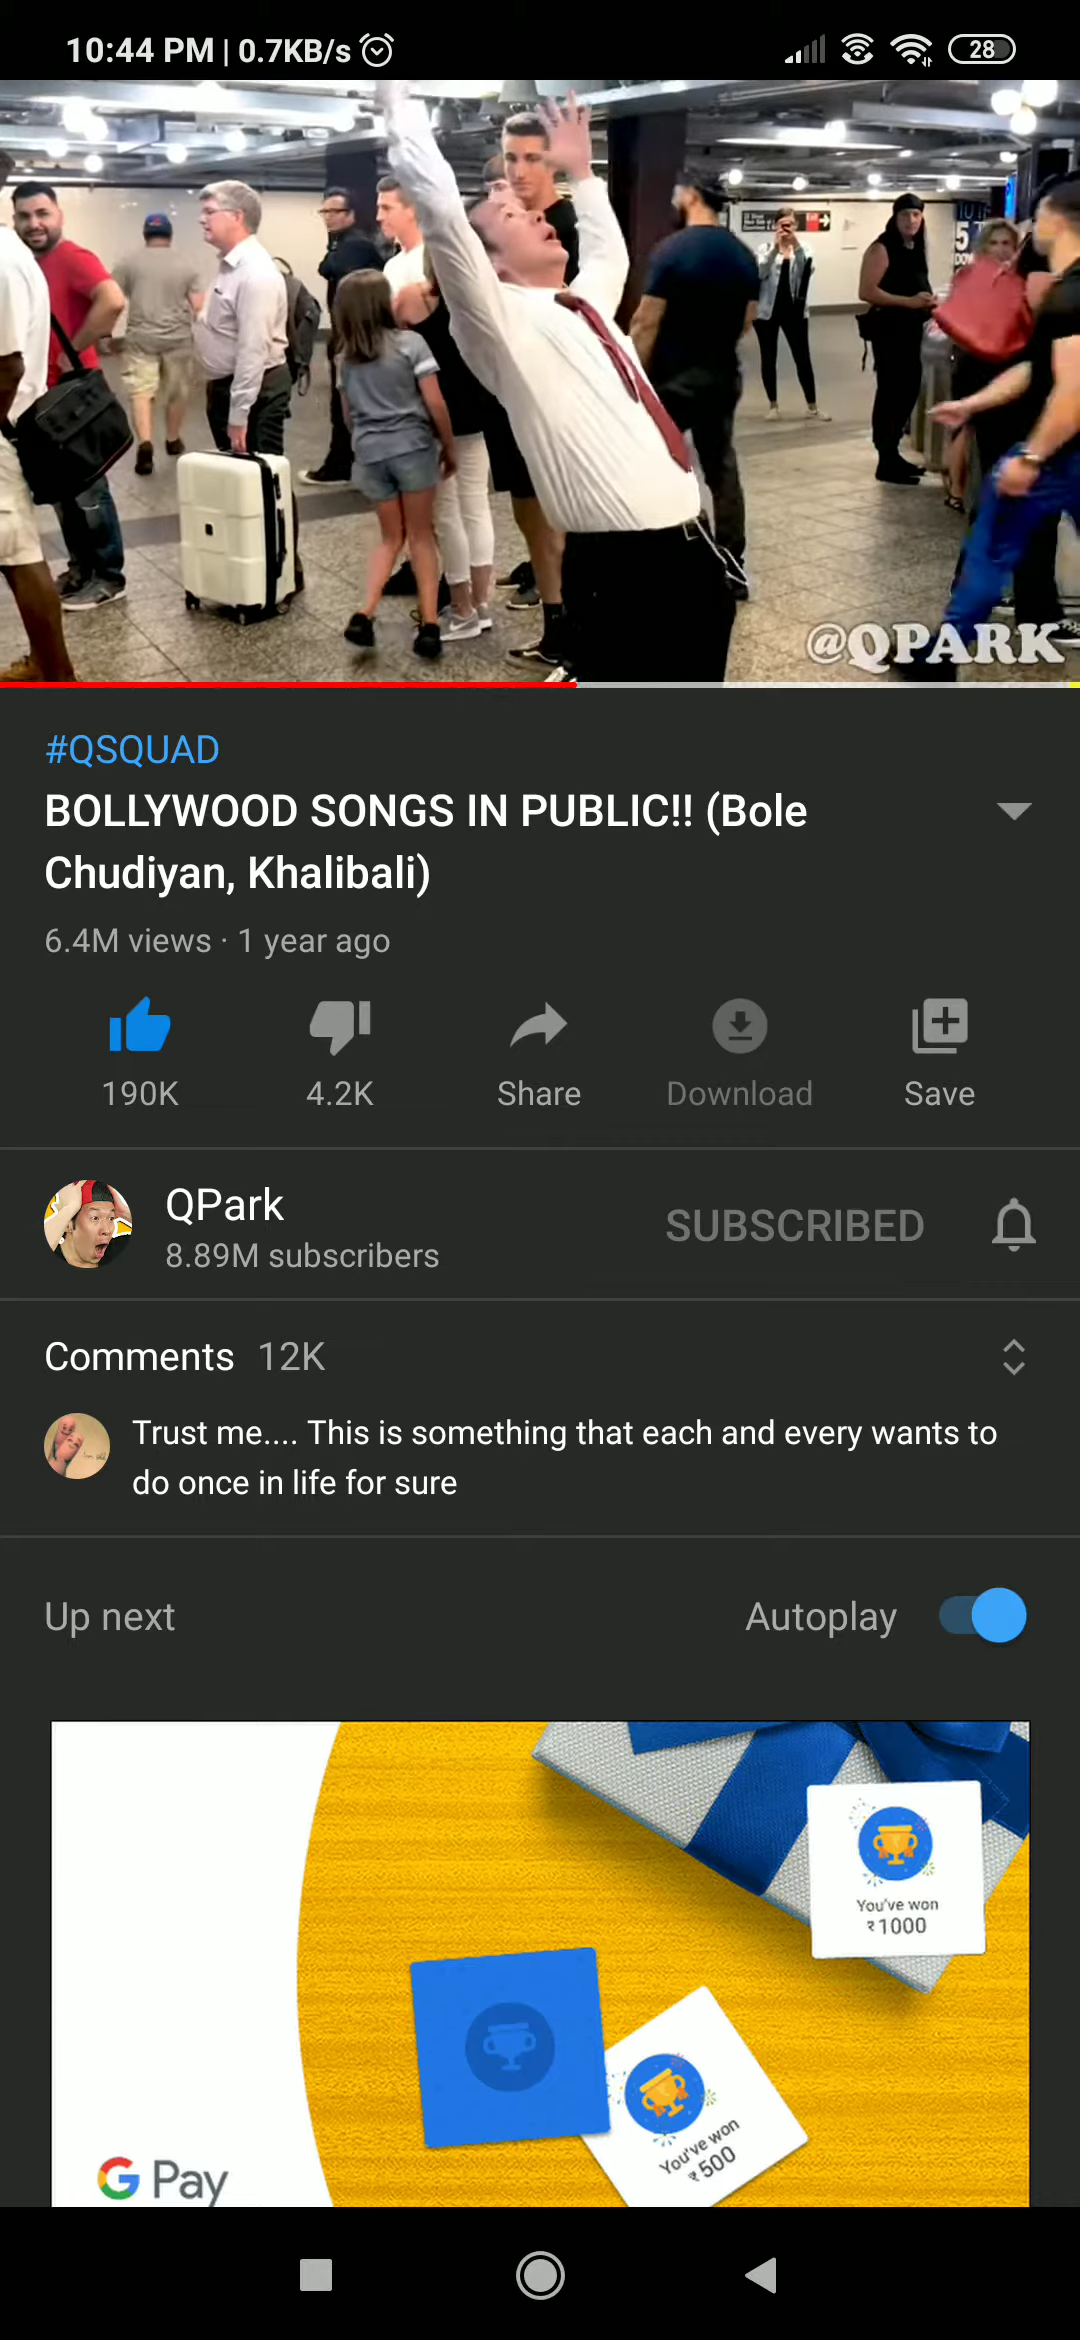 10:44 PM | 0.7KB/s
28
5
DOW
@QPARK
#QSQUAD
BOLLYWOOD SONGS IN PUBLIC!! (Bole
Chudiyan, Khalibali)
6.4M views · 1 year ago
190K
4.2K
Share
Download
Save
QPark
8.89M subscribers
SUBSCRIBED
Comments 12K
Trust me.... This is something that each and every wants to
do once in life for sure
Up next
Autoplay
You've won
₹1000
You've won
₹500
G Pay